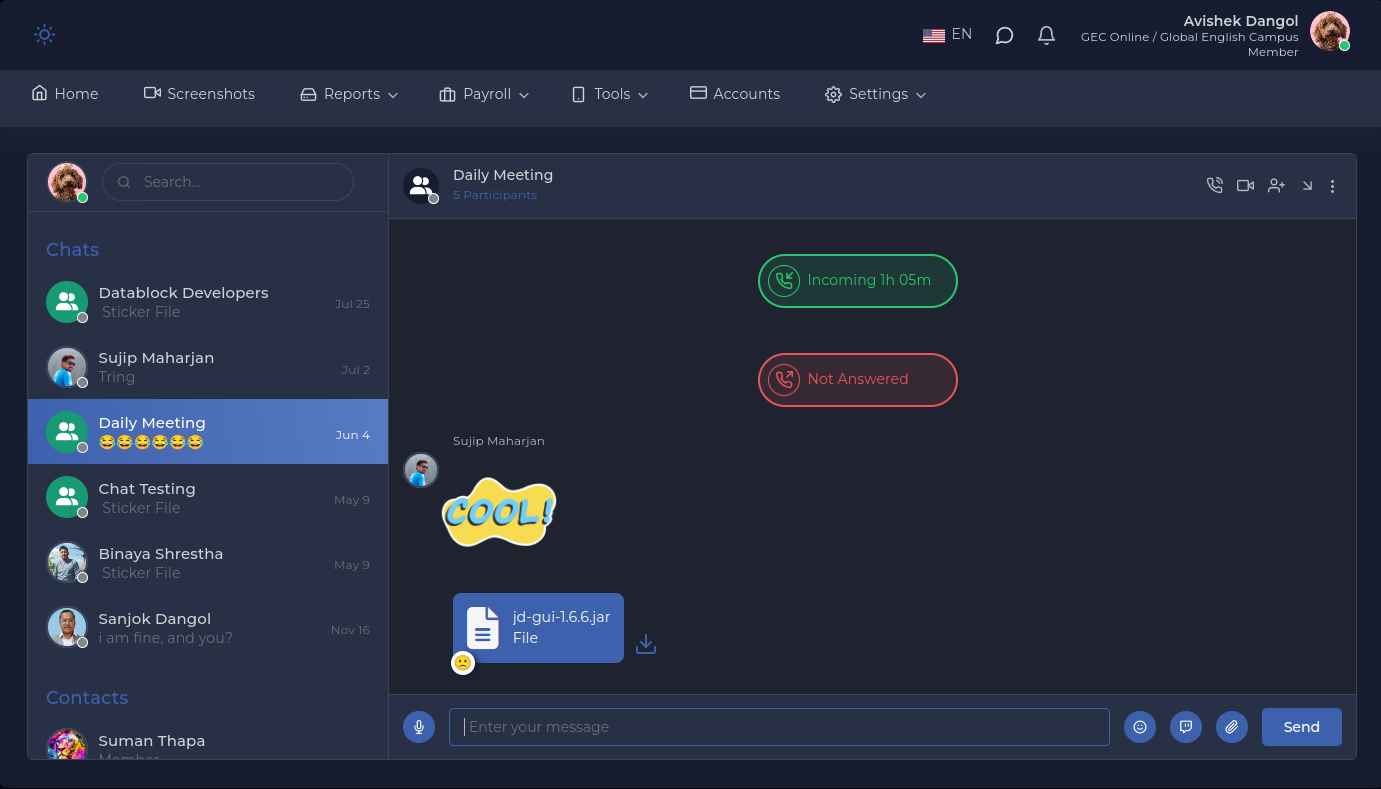 EN
Avishek Dangol
GEC Online / Global English Campus
Member
Home
Screenshots
Reports
Payroll
Tools
Accounts
Settings
Search...
Chats
Datablock Developers
Sticker File
Jul 25
Sujip Maharjan
Tring
Jul 2
Daily Meeting
😂😂😂😂😂😂
Jun 4
Chat Testing
Sticker File
May 9
Binaya Shrestha
Sticker File
May 9
Sanjok Dangol
i am fine, and you?
Nov 16
Contacts
Suman Thapa
Member
Daily Meeting
5 Participants
Incoming 1h 05m
Not Answered
Sujip Maharjan
COOL!
jd-gui-1.6.6.jar
File
Enter your message
Send